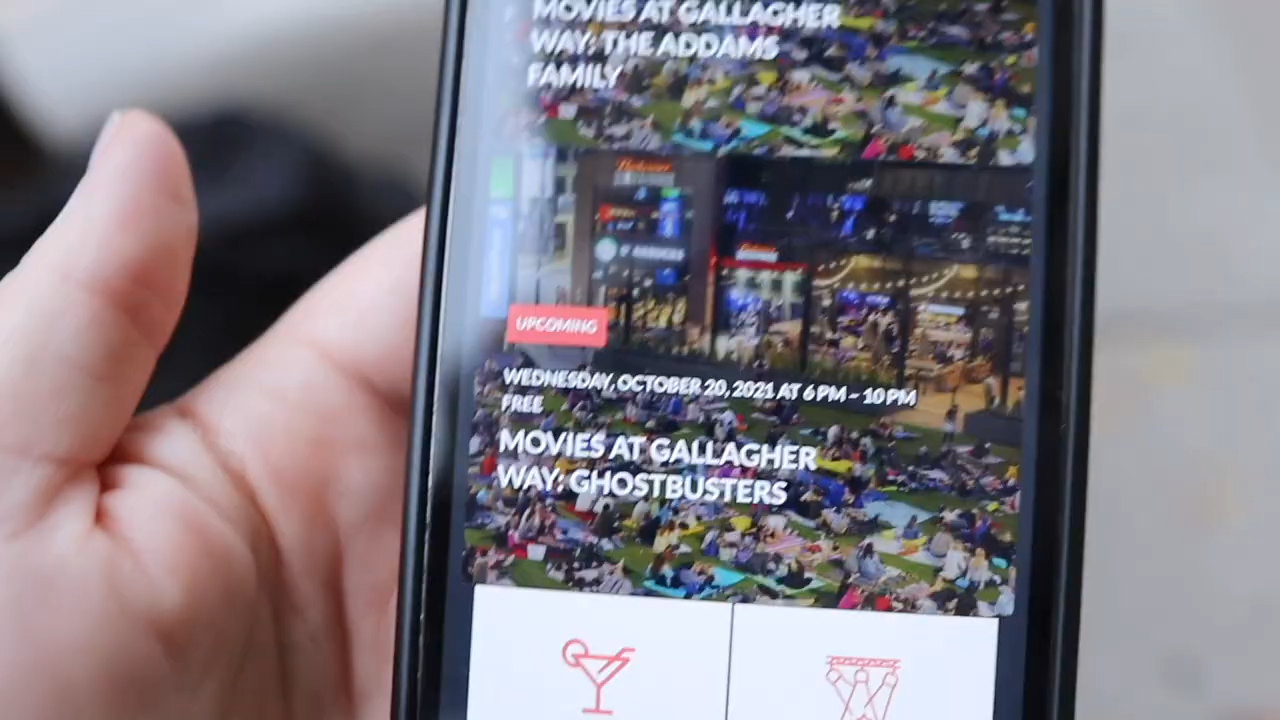 MOVIES AT GALLAGHER
WAY: THE ADDAMS
FAMILY
Budweiser
UPCOMING
WEDNESDAY, OCTOBER 20, 2021 AT 6 PM - 10 PM
FREE
MOVIES AT GALLAGHER
WAY: GHOSTBUSTERS